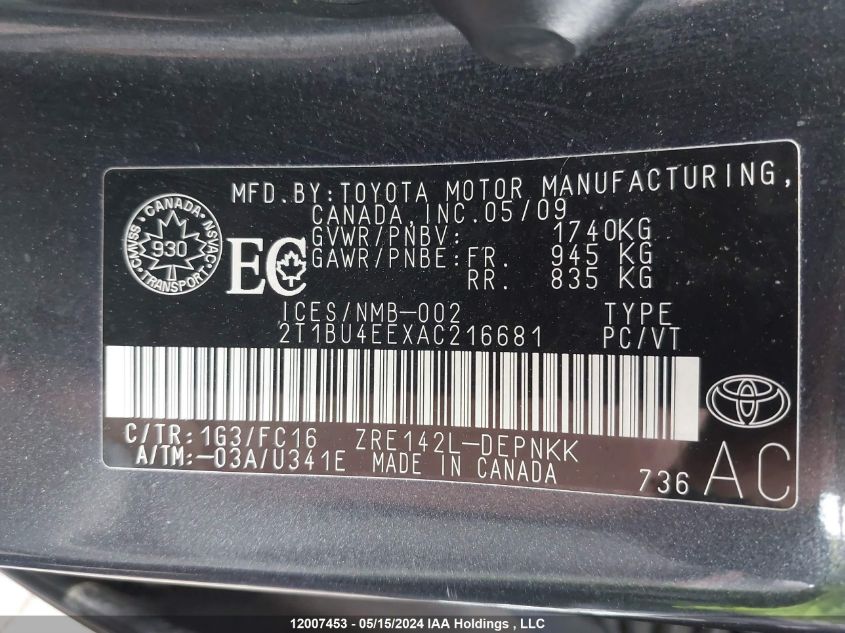 MFD.BY:TOYOTA MOTOR MANUFACTURING,
CANADA,INC.05/09
GVWR/PNBV: 1740KG
GAWR/PNBE:FR. 945 KG
RR. 835 KG
CANADA
CMVSS
NSVAC
930
TRANSPORT
EC
ICES/NMB-002 TYPE
2T1BU4EEXAC216681 PC/VT
C/TR:1G3/FC16 ZRE142L-DEPNKK
A/TM:-03A/U341E MADE IN CANADA
736 AC
12007453 - 05/15/2024 IAA Holdings, LLC